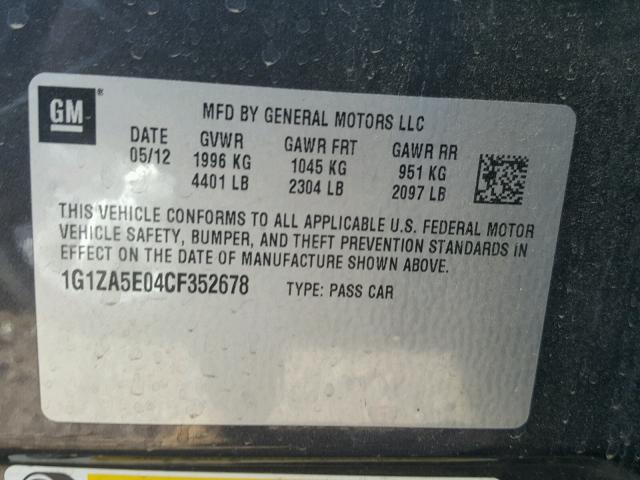 GM®
MFD BY GENERAL MOTORS LLC
DATE GVWR GAWR FRT GAWR RR
05/12 1996 KG 1045 KG 951 KG
4401 LB 2304 LB 2097 LB
THIS VEHICLE CONFORMS TO ALL APPLICABLE U.S. FEDERAL MOTOR
VEHICLE SAFETY, BUMPER, AND THEFT PREVENTION STANDARDS IN
EFFECT ON THE DATE OF MANUFACTURE SHOWN ABOVE.
1G1ZA5E04CF352678 TYPE: PASS CAR